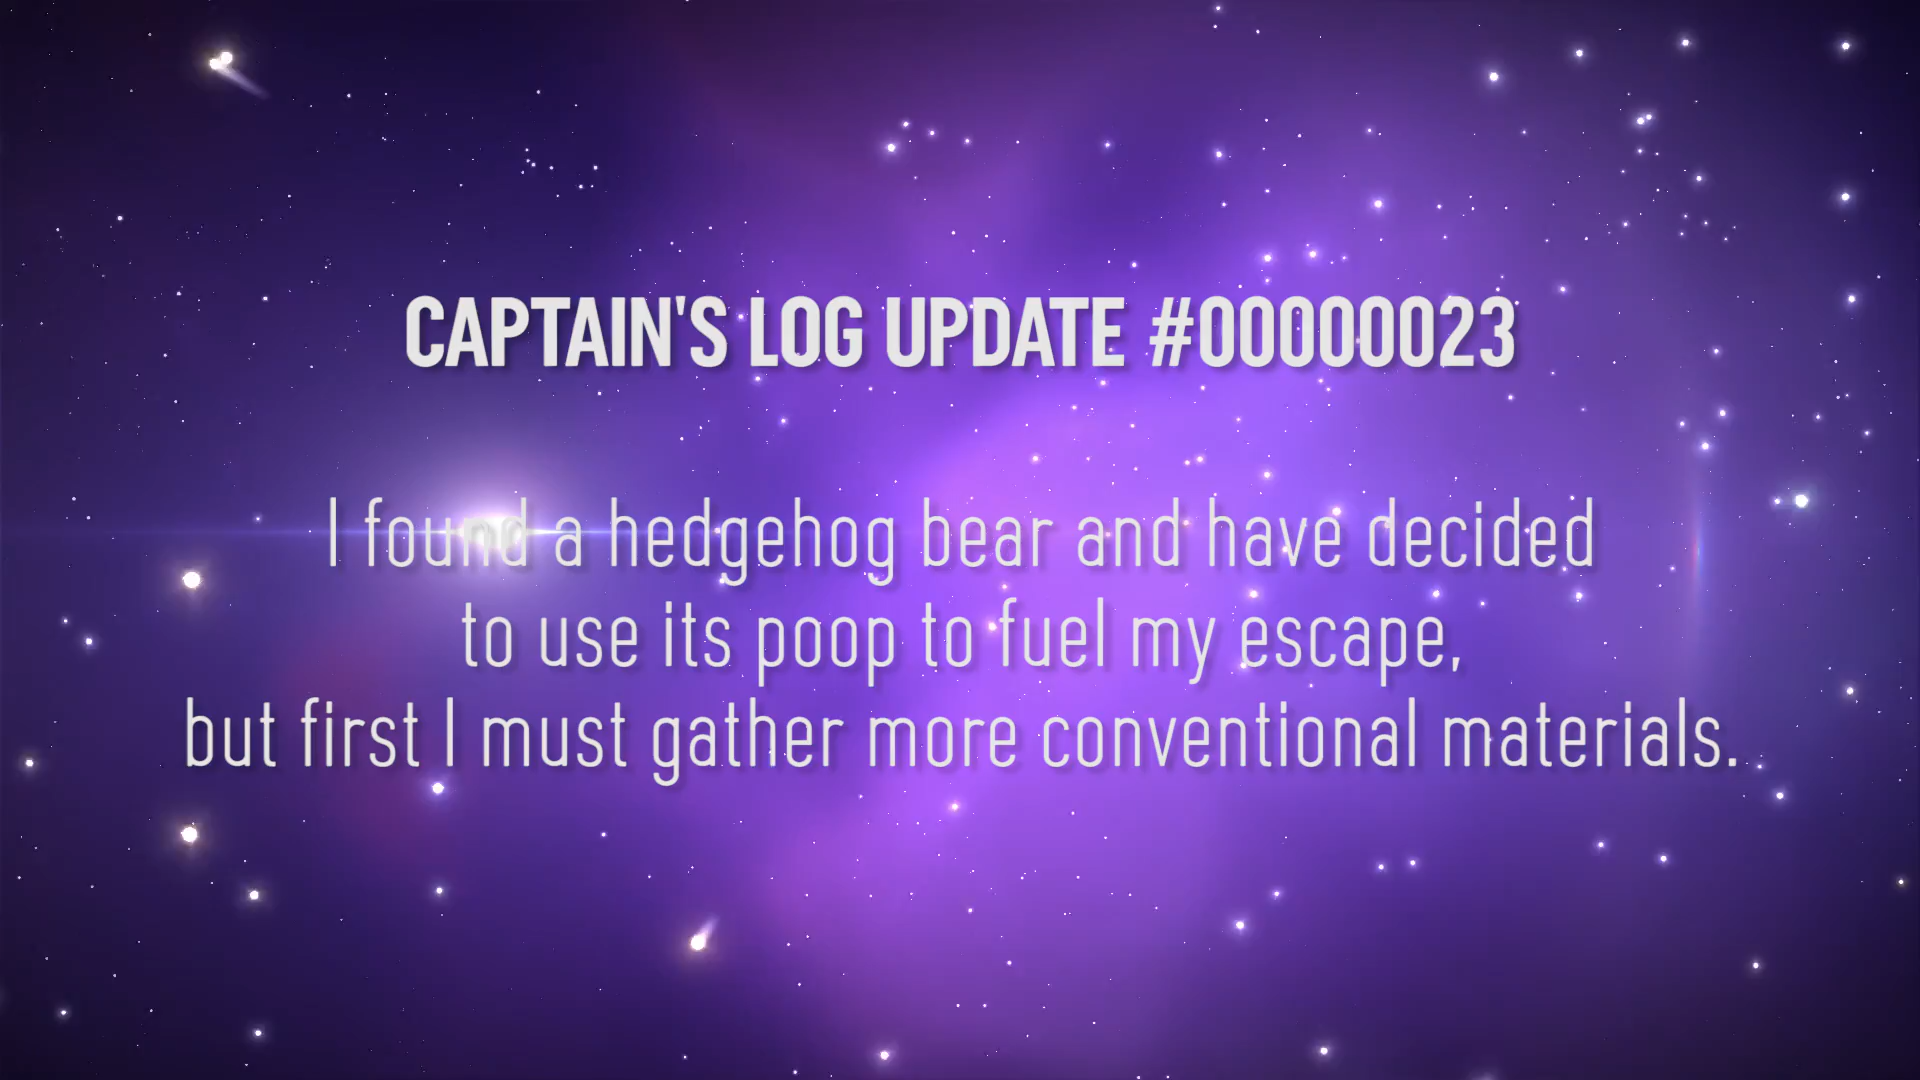 CAPTAIN'S LOG UPDATE #00000023
I found a hedgehog bear and have decided
to use its poop to fuel my escape,
but first I must gather more conventional materials.